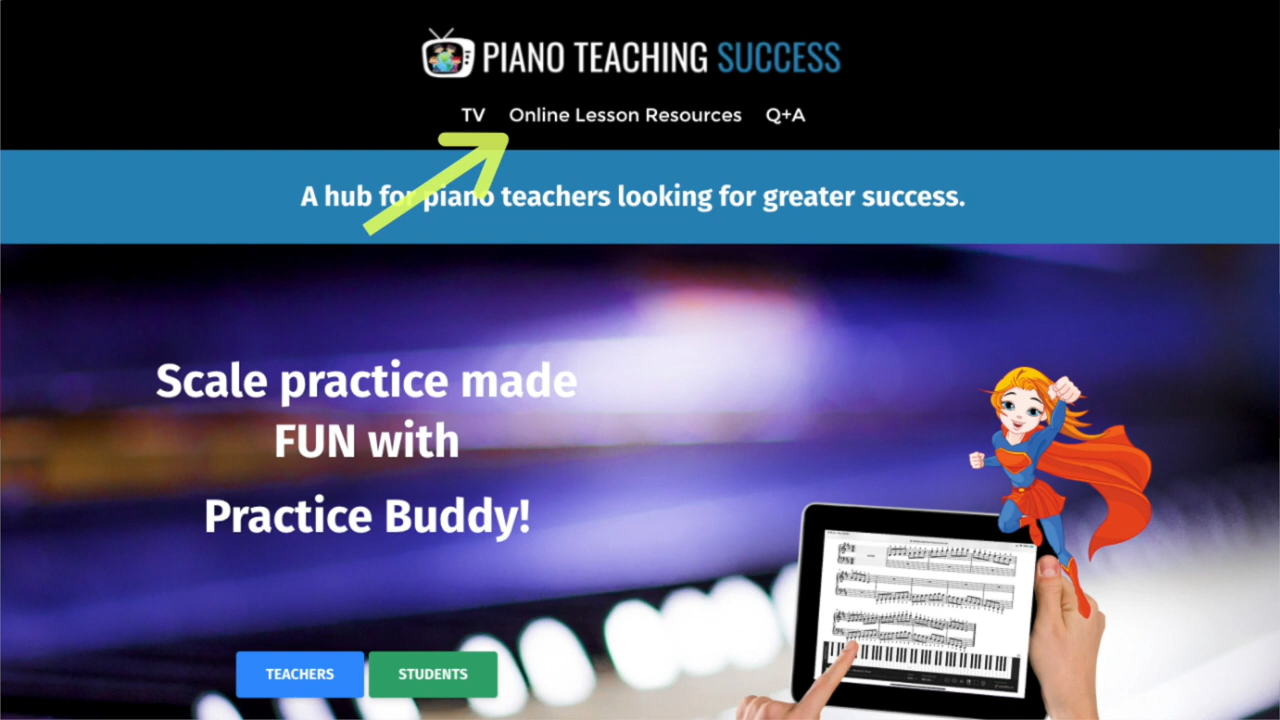 PIANO TEACHING SUCCESS
TV Online Lesson Resources Q+A
A hub for piano teachers looking for greater success.
Scale practice made
FUN with
Practice Buddy!
TEACHERS STUDENTS